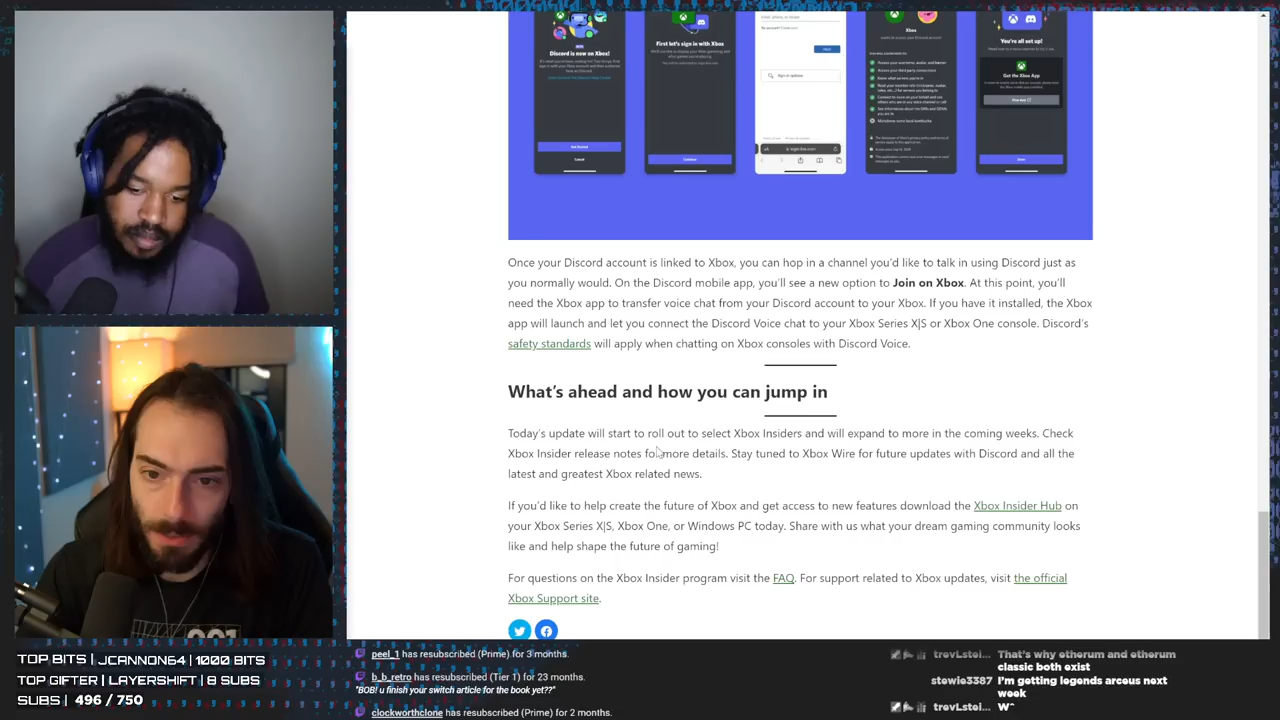 Discord is now on Xbox!
Get Started
Cancel
First let's sign in with Xbox
Continue
Next
Sign-in options
login.live.com
Xbox
You're all set up!
Get the Xbox App
Done
Once your Discord account is linked to Xbox, you can hop in a channel you'd like to talk in using Discord just as
you normally would. On the Discord mobile app, you'll see a new option to Join on Xbox. At this point, you'll
need the Xbox app to transfer voice chat from your Discord account to your Xbox. If you have it installed, the Xbox
app will launch and let you connect the Discord Voice chat to your Xbox Series X|S or Xbox One console. Discord's
safety standards will apply when chatting on Xbox consoles with Discord Voice.
What's ahead and how you can jump in
Today's update will start to roll out to select Xbox Insiders and will expand to more in the coming weeks. Check
Xbox Insider release notes for more details. Stay tuned to Xbox Wire for future updates with Discord and all the
latest and greatest Xbox related news.
If you'd like to help create the future of Xbox and get access to new features download the Xbox Insider Hub on
your Xbox Series X|S, Xbox One, or Windows PC today. Share with us what your dream gaming community looks
like and help shape the future of gaming!
For questions on the Xbox Insider program visit the FAQ. For support related to Xbox updates, visit the official
Xbox Support site.
TOP BITS | JCANNON64 | 1000 BITS
TOP GIFTER | LAYERSHIFT | 8 SUBS
SUBS | 496 / 750
peel_1 has resubscribed (Prime) for 3 months.
b_b_retro has resubscribed (Tier 1) for 23 months.
"BOB! u finish your switch article for the book yet??"
clockworthclone has resubscribed (Prime) for 2 months.
trevLstei... That's why etherum and etherum
classic both exist
stewie3387 I'm getting legends arceus next
week
trevLstei... W^